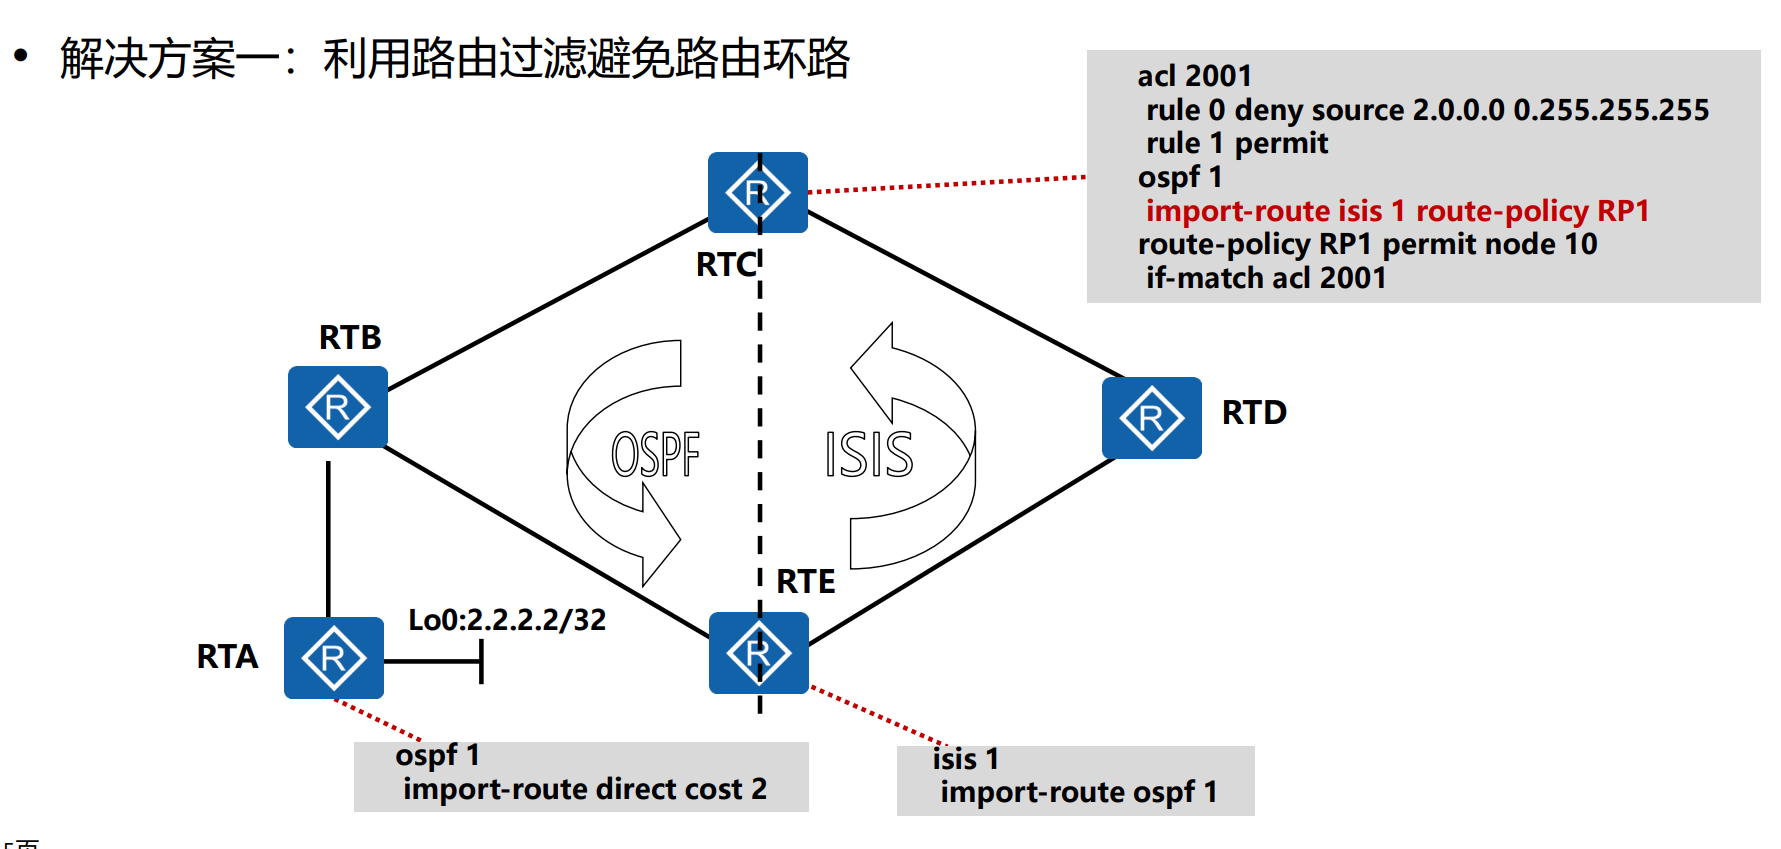 • 解决方案一：利用路由过滤避免路由环路
acl 2001
rule 0 deny source 2.0.0.0 0.255.255.255
rule 1 permit
ospf 1
import-route isis 1 route-policy RP1
route-policy RP1 permit node 10
if-match acl 2001
R
RTC
RTB
R
OSPF
ISIS
R
RTD
RTE
R
Lo0:2.2.2.2/32
RTA
R
ospf 1
import-route direct cost 2
isis 1
import-route ospf 1